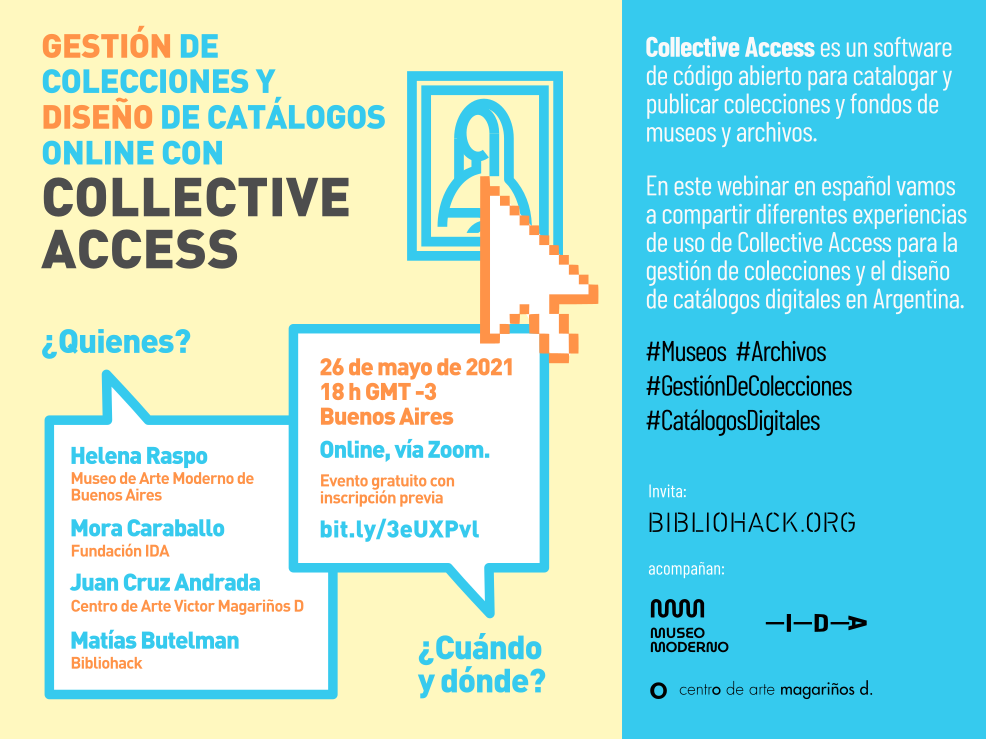 GESTIÓN DE
COLECCIONES Y
DISEÑO DE CATÁLOGOS
ONLINE CON
COLLECTIVE
ACCESS
¿Quienes?
Helena Raspo
Museo de Arte Moderno de
Buenos Aires
Mora Caraballo
Fundación IDA
Juan Cruz Andrada
Centro de Arte Victor Magariños D
Matías Butelman
Bibliohack
26 de mayo de 2021
18 h GMT -3
Buenos Aires
Online, vía Zoom.
Evento gratuito con
inscripción previa
bit.ly/3eUXPvl
¿Cuándo
y dónde?
Collective Access es un software
de código abierto para catalogar y
publicar colecciones y fondos de
museos y archivos.
En este webinar en español vamos
a compartir diferentes experiencias
de uso de Collective Access para la
gestión de colecciones y el diseño
de catálogos digitales en Argentina.
#Museos #Archivos
#GestiónDeColecciones
#CatálogosDigitales
Invita:
BIBLIOHACK.ORG
acompañan:
MUSEO
MODERNO
—I—D—A
centro de arte magariños d.